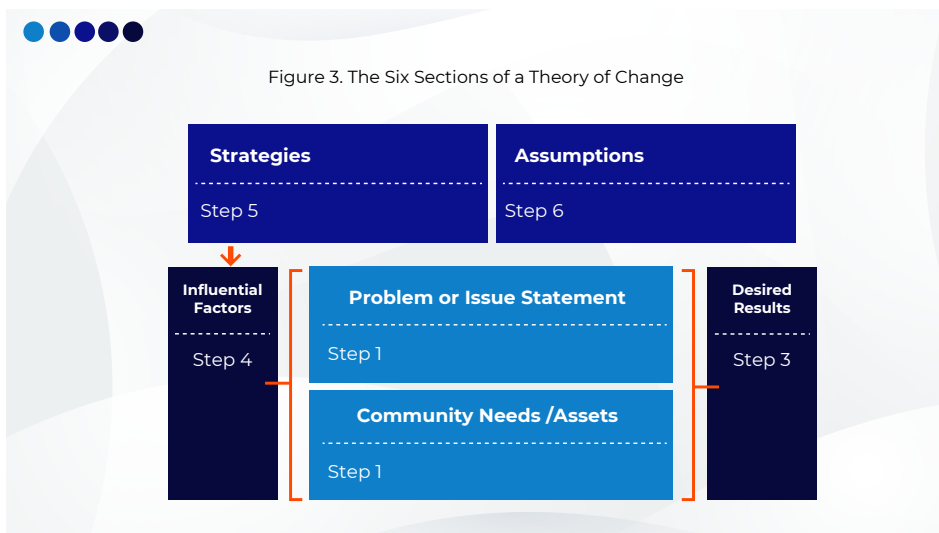 Figure 3. The Six Sections of a Theory of Change
Strategies
Step 5
Assumptions
Step 6
Influential
Factors
Step 4
Problem or Issue Statement
Step 1
Community Needs /Assets
Step 1
Desired
Results
Step 3